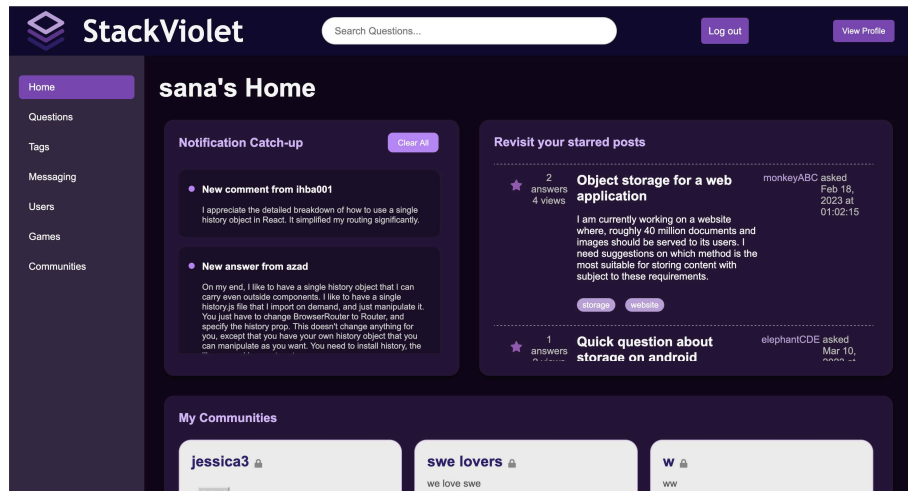 StackViolet
Search Questions...
Log out
View Profile
Home
Questions
Tags
Messaging
Users
Games
Communities
sana's Home
Notification Catch-up
Clear All
New comment from ihba001
I appreciate the detailed breakdown of how to use a single
history object in React. It simplified my routing significantly.
New answer from azad
On my end, I like to have a single history object that I can
carry even outside components. I like to have a single
history.js file that I import on demand, and just manipulate it.
You just have to change BrowserRouter to Router, and
specify the history prop. This doesn't change anything for
you, except that you have your own history object that you
can manipulate as you want. You need to install history, the
Revisit your starred posts
2
answers
4 views
Object storage for a web
application
I am currently working on a website
where, roughly 40 million documents and
images should be served to its users. I
need suggestions on which method is the
most suitable for storing content with
subject to these requirements.
storage
website
monkeyABC asked
Feb 18,
2023 at
01:02:15
1
answers
Quick question about
storage on android
elephantCDE asked
Mar 10,
2023 at
My Communities
jessica3
swe lovers
we love swe
w
ww